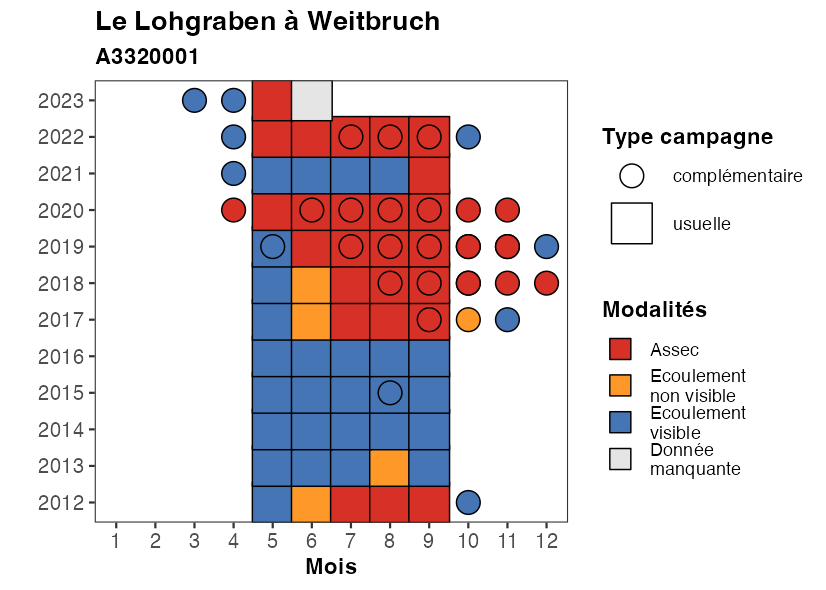 Le Lohgraben à Weitbruch
A3320001
2023
2022
2021
2020
2019
2018
2017
2016
2015
2014
2013
2012
1 2 3 4 5 6 7 8 9 10 11 12
Mois
Type campagne
complémentaire
usuelle
Modalités
Assec
Ecoulement
non visible
Ecoulement
visible
Donnée
manquante